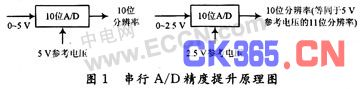 10位
分辨率
10位分辨率(等同于5V
参考电压的11位分辨率)
0~5 V
10位A/D
0~2.5 V
10位A/D
5 V参考电压
2.5 V参考电压
中电网
www.ECCN.com
CK365.CN
图 1 串行 A/D 精度提升原理图